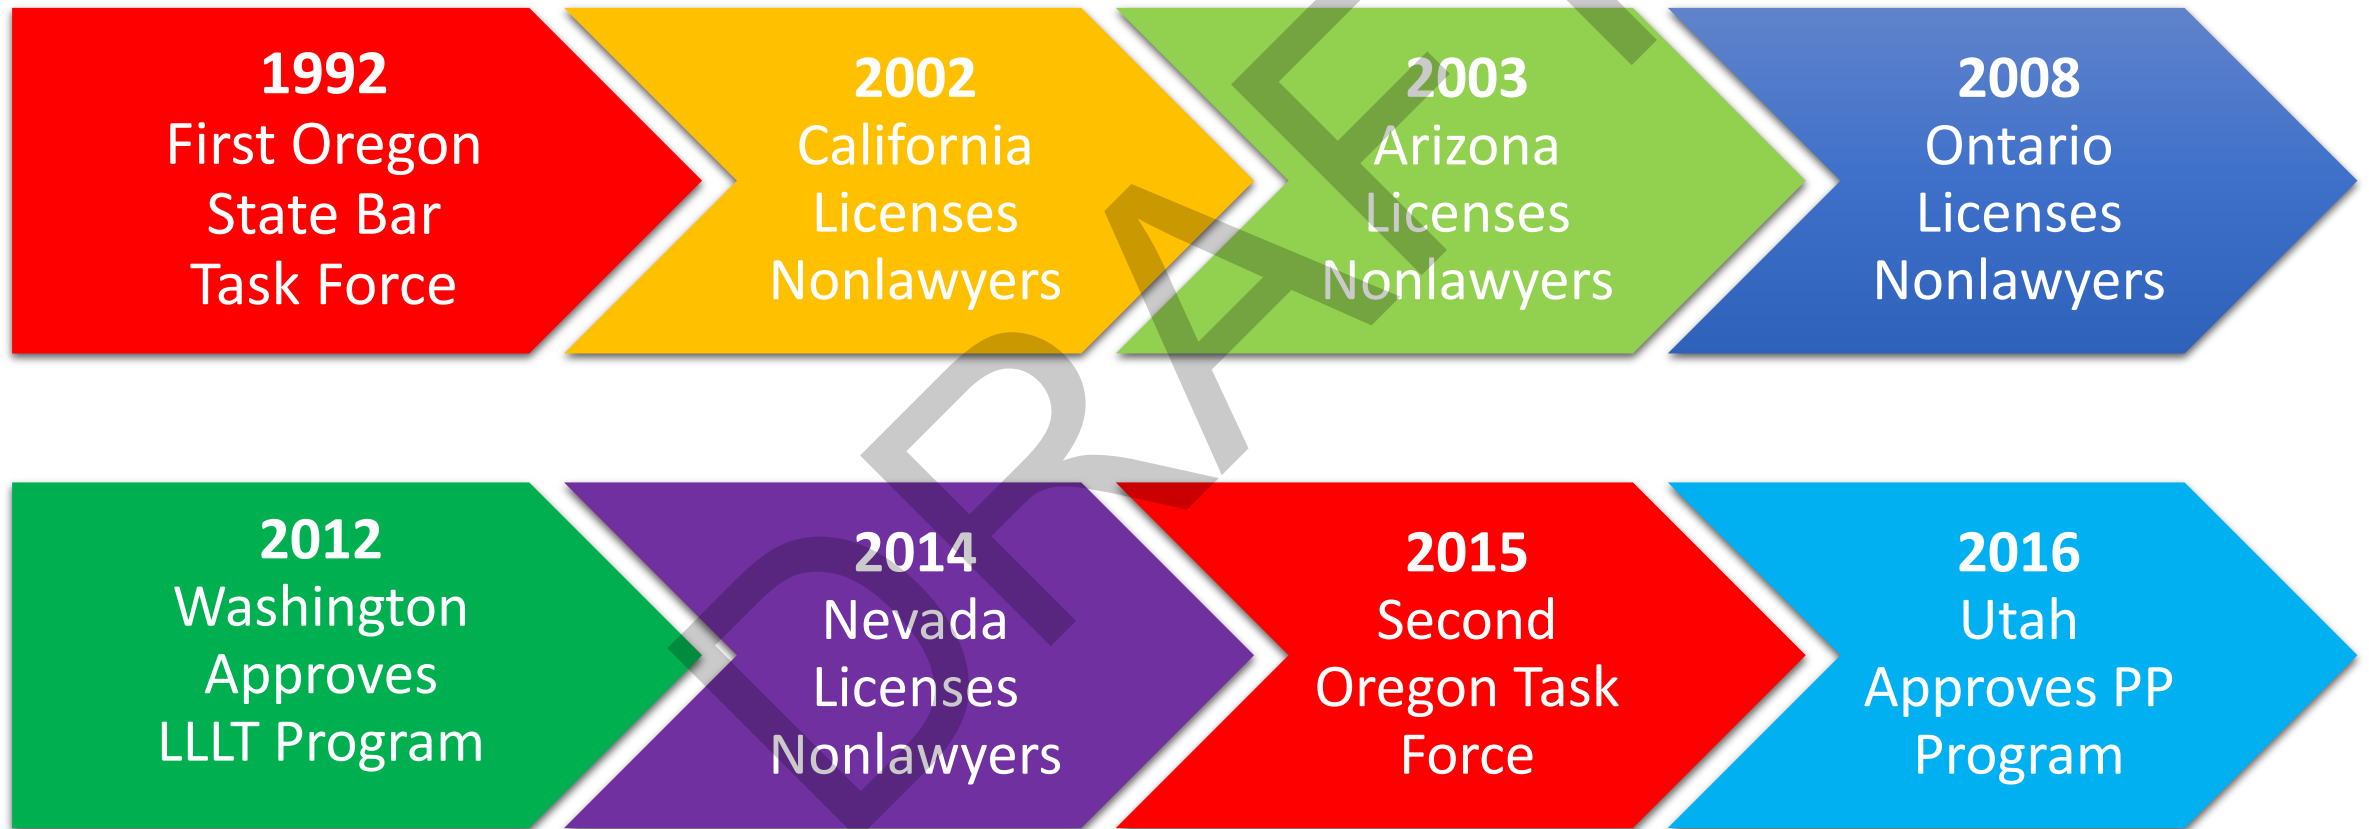 1992
First Oregon
State Bar
Task Force
2002
California
Licenses
Nonlawyers
2003
Arizona
Licenses
Nonlawyers
2008
Ontario
Licenses
Nonlawyers
2012
Washington
Approves
LLLT Program
2014
Nevada
Licenses
Nonlawyers
2015
Second
Oregon Task
Force
2016
Utah
Approves PP
Program
DRAFT